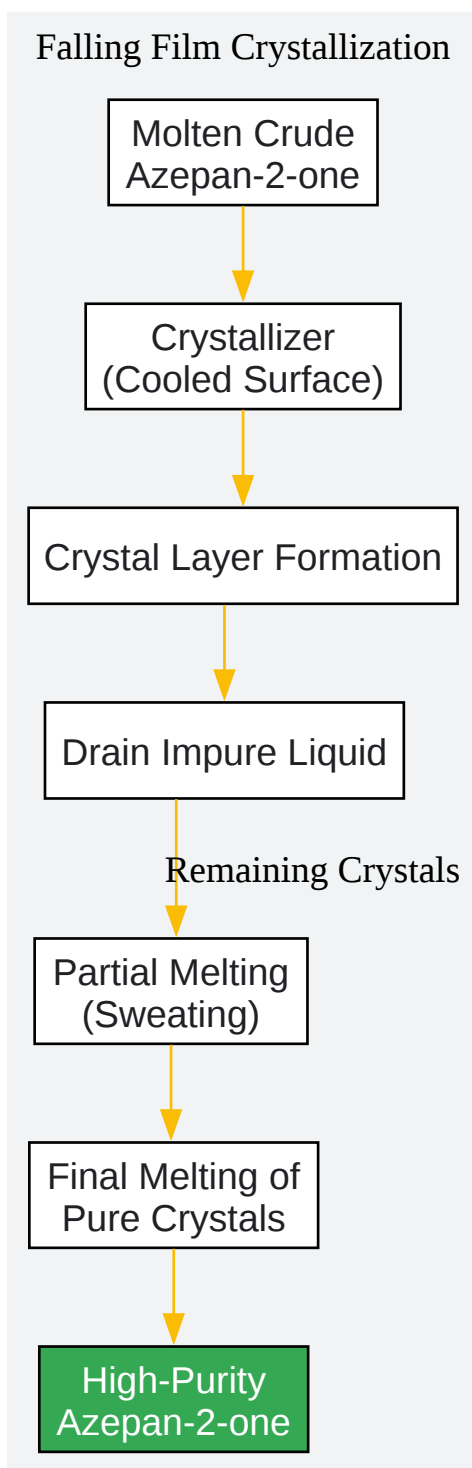 Falling Film Crystallization
Molten Crude
Azepan-2-one
Crystallizer
(Cooled Surface)
Crystal Layer Formation
Drain Impure Liquid
Remaining Crystals
Partial Melting
(Sweating)
Final Melting of
Pure Crystals
High-Purity
Azepan-2-one